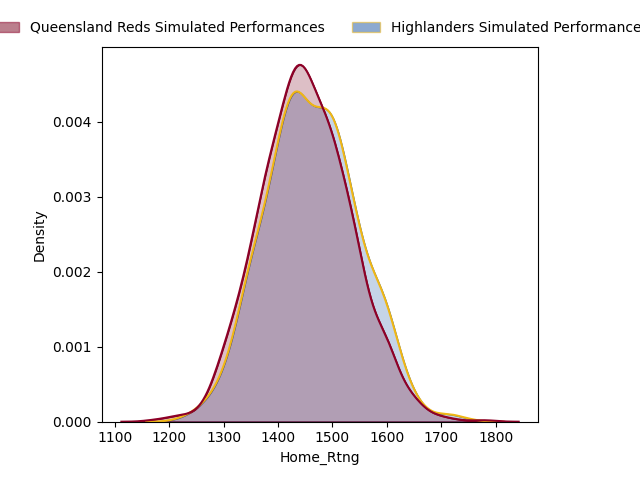 Queensland Reds Simulated Performances Highlanders Simulated Performance
0.004
0.003
0.002
0.001
0.000
Density
1100 1200 1300 1400 1500 1600 1700 1800
Home_Rtng